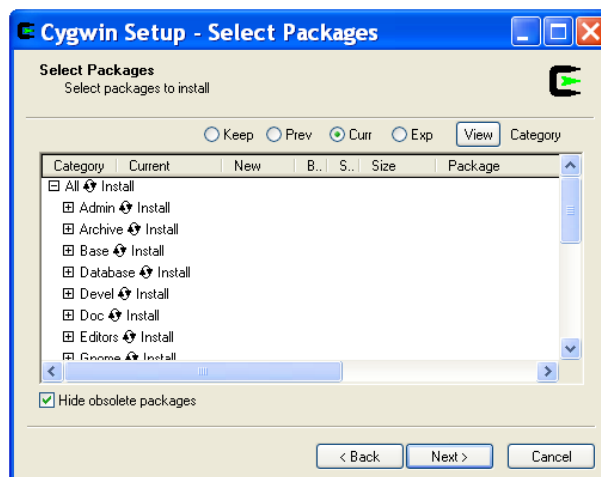 Cygwin Setup - Select Packages
Select Packages
Select packages to install
Keep Prev Curr Exp View Category
Category Current New B.. S.. Size Package
All Install
Admin Install
Archive Install
Base Install
Database Install
Devel Install
Doc Install
Editors Install
Gnome Install
Hide obsolete packages
< Back Next > Cancel